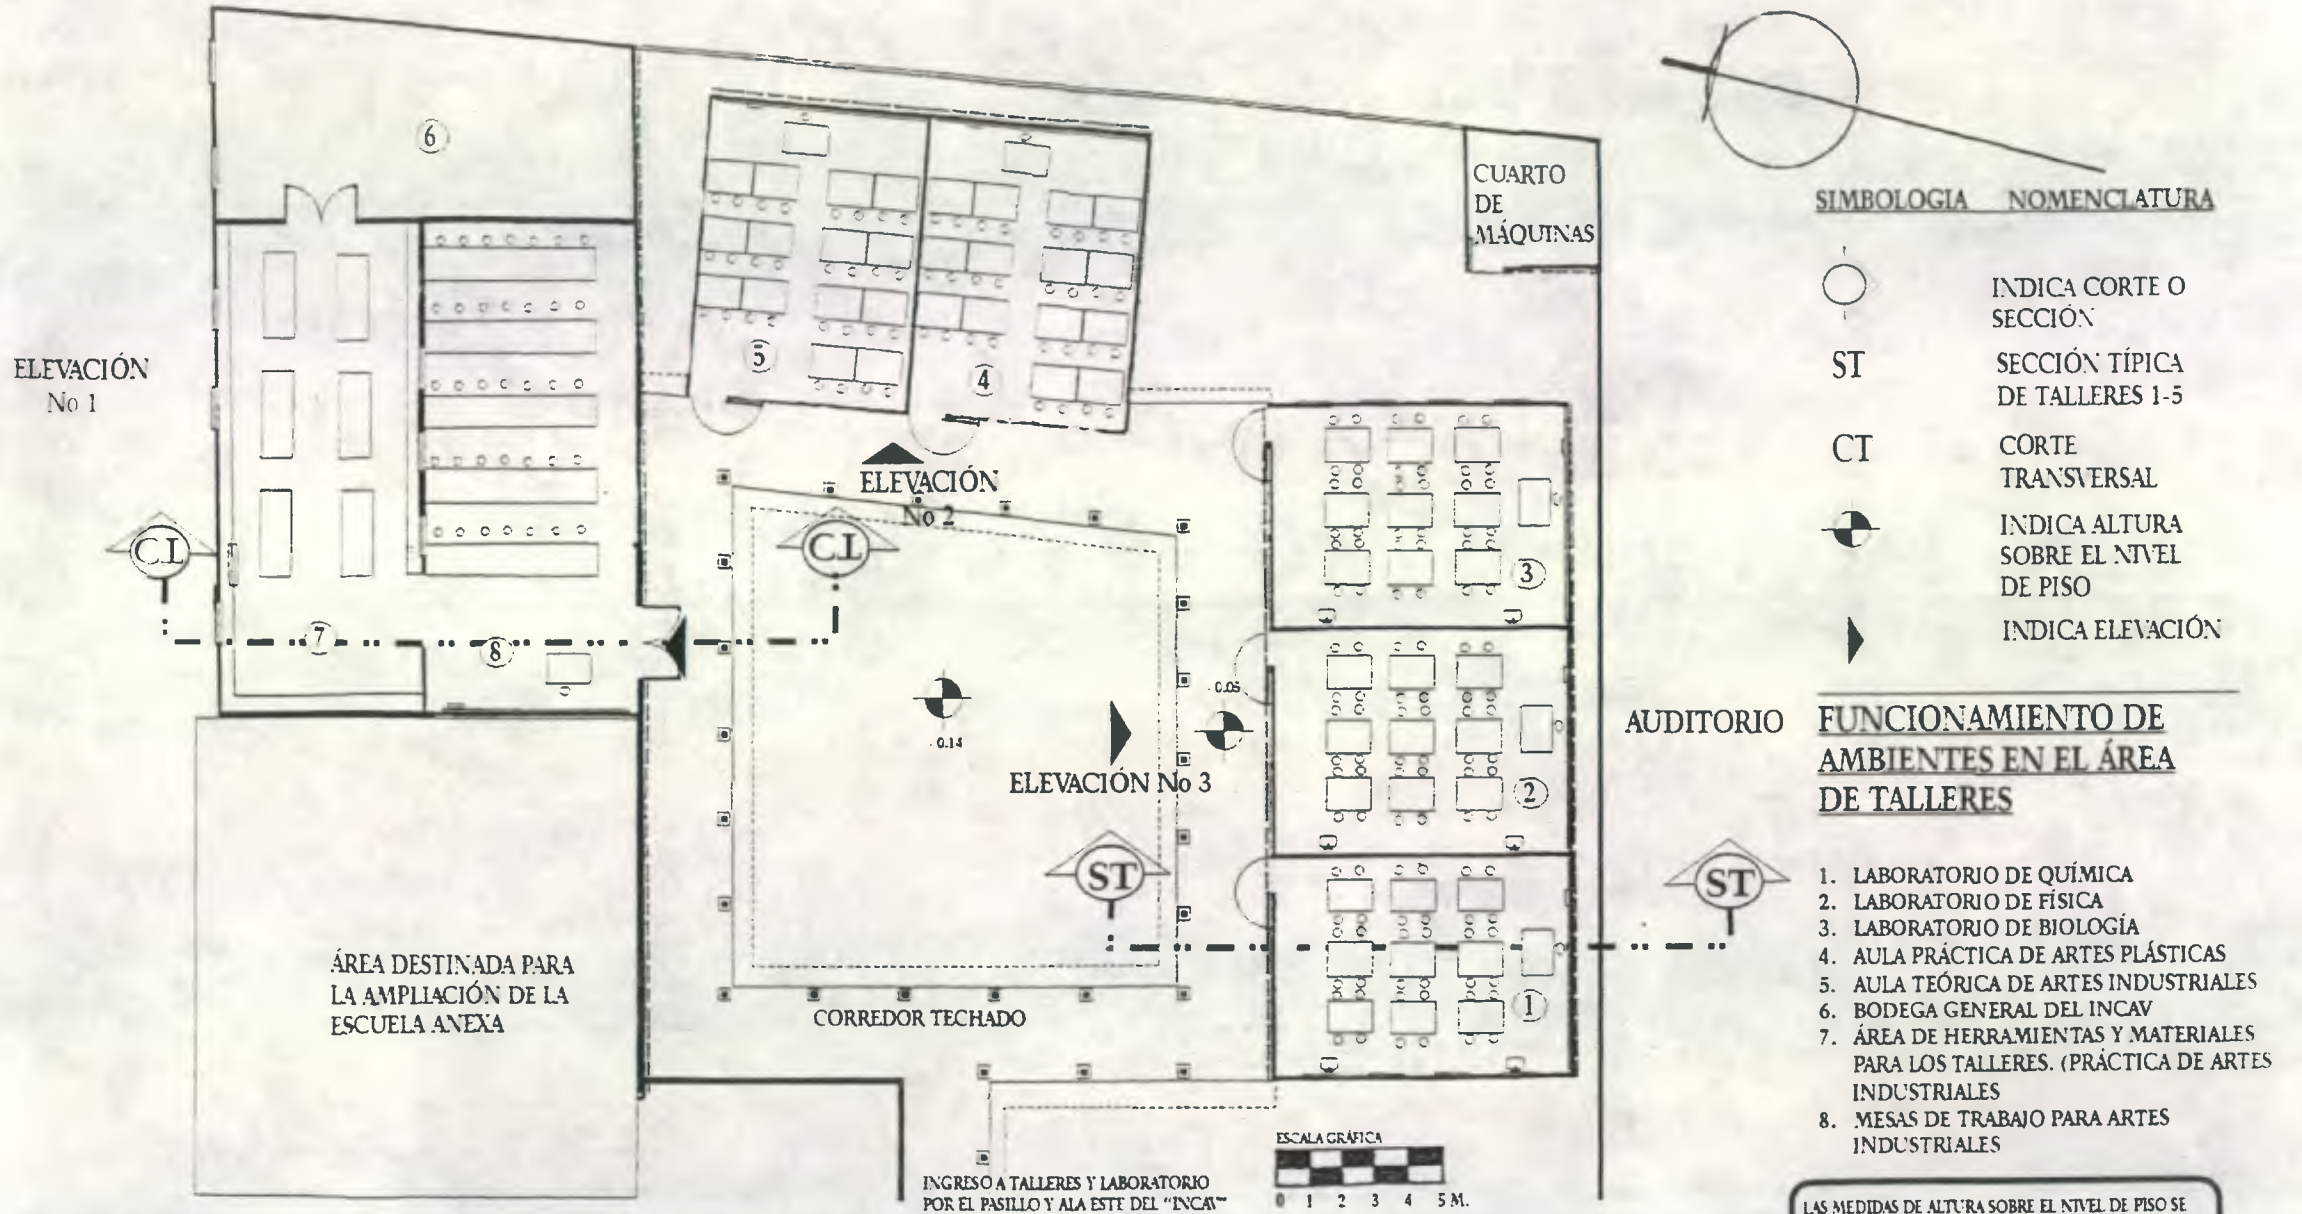 6
CUARTO
DE
MÁQUINAS
ELEVACIÓN
No 1
5
4
ELEVACIÓN
No 2
C.I.
C.I.
3
7
8
- 0.14
- 0.05
ELEVACIÓN No 3
2
AUDITORIO
ST
ST
1
ÁREA DESTINADA PARA
LA AMPLIACIÓN DE LA
ESCUELA ANEXA
CORREDOR TECHADO
INGRESO A TALLERES Y LABORATORIO
POR EL PASILLO Y ALA ESTE DEL "INCAV"
ESCALA GRÁFICA
0 1 2 3 4 5 M.
SIMBOLOGIA NOMENCLATURA
INDICA CORTE O
SECCIÓN
ST SECCIÓN TÍPICA
DE TALLERES 1-5
CT CORTE
TRANSVERSAL
INDICA ALTURA
SOBRE EL NIVEL
DE PISO
INDICA ELEVACIÓN
FUNCIONAMIENTO DE
AMBIENTES EN EL ÁREA
DE TALLERES
1. LABORATORIO DE QUÍMICA
2. LABORATORIO DE FÍSICA
3. LABORATORIO DE BIOLOGÍA
4. AULA PRÁCTICA DE ARTES PLÁSTICAS
5. AULA TEÓRICA DE ARTES INDUSTRIALES
6. BODEGA GENERAL DEL INCAV
7. ÁREA DE HERRAMIENTAS Y MATERIALES
PARA LOS TALLERES. (PRÁCTICA DE ARTES
INDUSTRIALES
8. MESAS DE TRABAJO PARA ARTES
INDUSTRIALES
LAS MEDIDAS DE ALTURA SOBRE EL NIVEL DE PISO SE